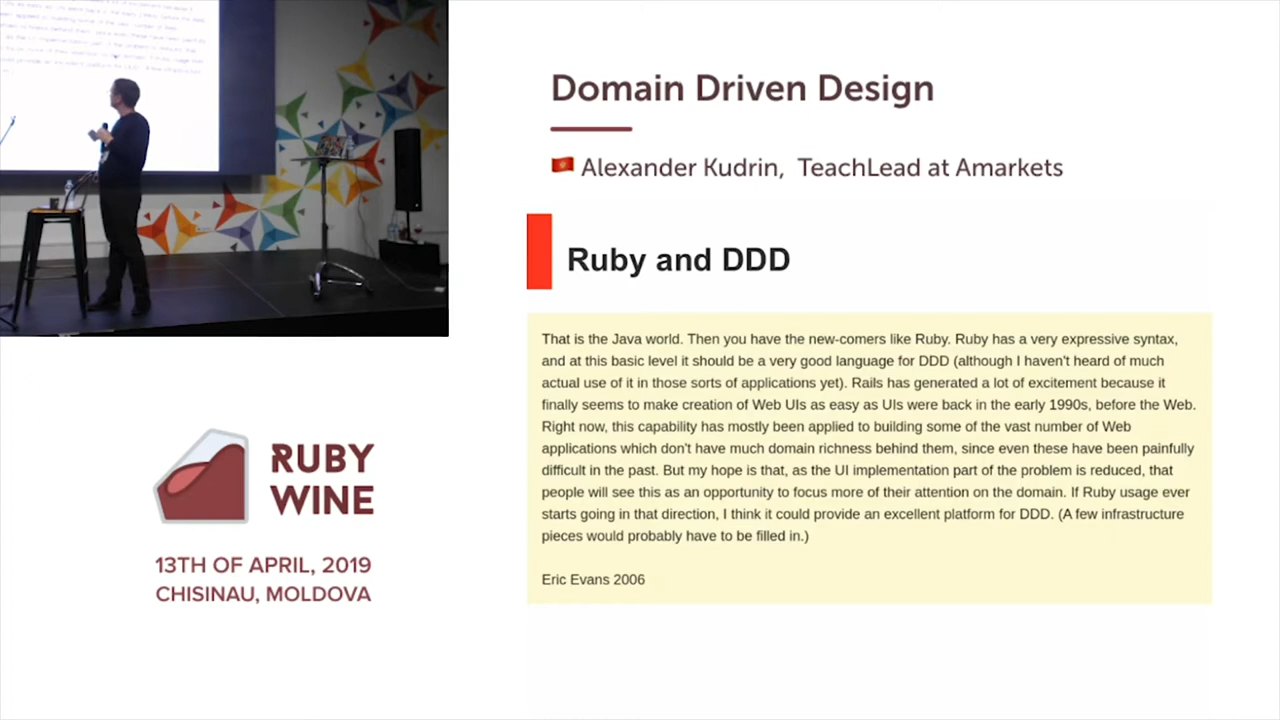 Domain Driven Design
Alexander Kudrin, TeachLead at Amarkets
Ruby and DDD
That is the Java world. Then you have the new-comers like Ruby. Ruby has a very expressive syntax,
and at this basic level it should be a very good language for DDD (although I haven't heard of much
actual use of it in those sorts of applications yet). Rails has generated a lot of excitement because it
finally seems to make creation of Web UIs as easy as UIs were back in the early 1990s, before the Web.
Right now, this capability has mostly been applied to building some of the vast number of Web
applications which don't have much domain richness behind them, since even these have been painfully
difficult in the past. But my hope is that, as the UI implementation part of the problem is reduced, that
people will see this as an opportunity to focus more of their attention on the domain. If Ruby usage ever
starts going in that direction, I think it could provide an excellent platform for DDD. (A few infrastructure
pieces would probably have to be filled in.)
Eric Evans 2006
RUBY
WINE
13TH OF APRIL, 2019
CHISINAU, MOLDOVA